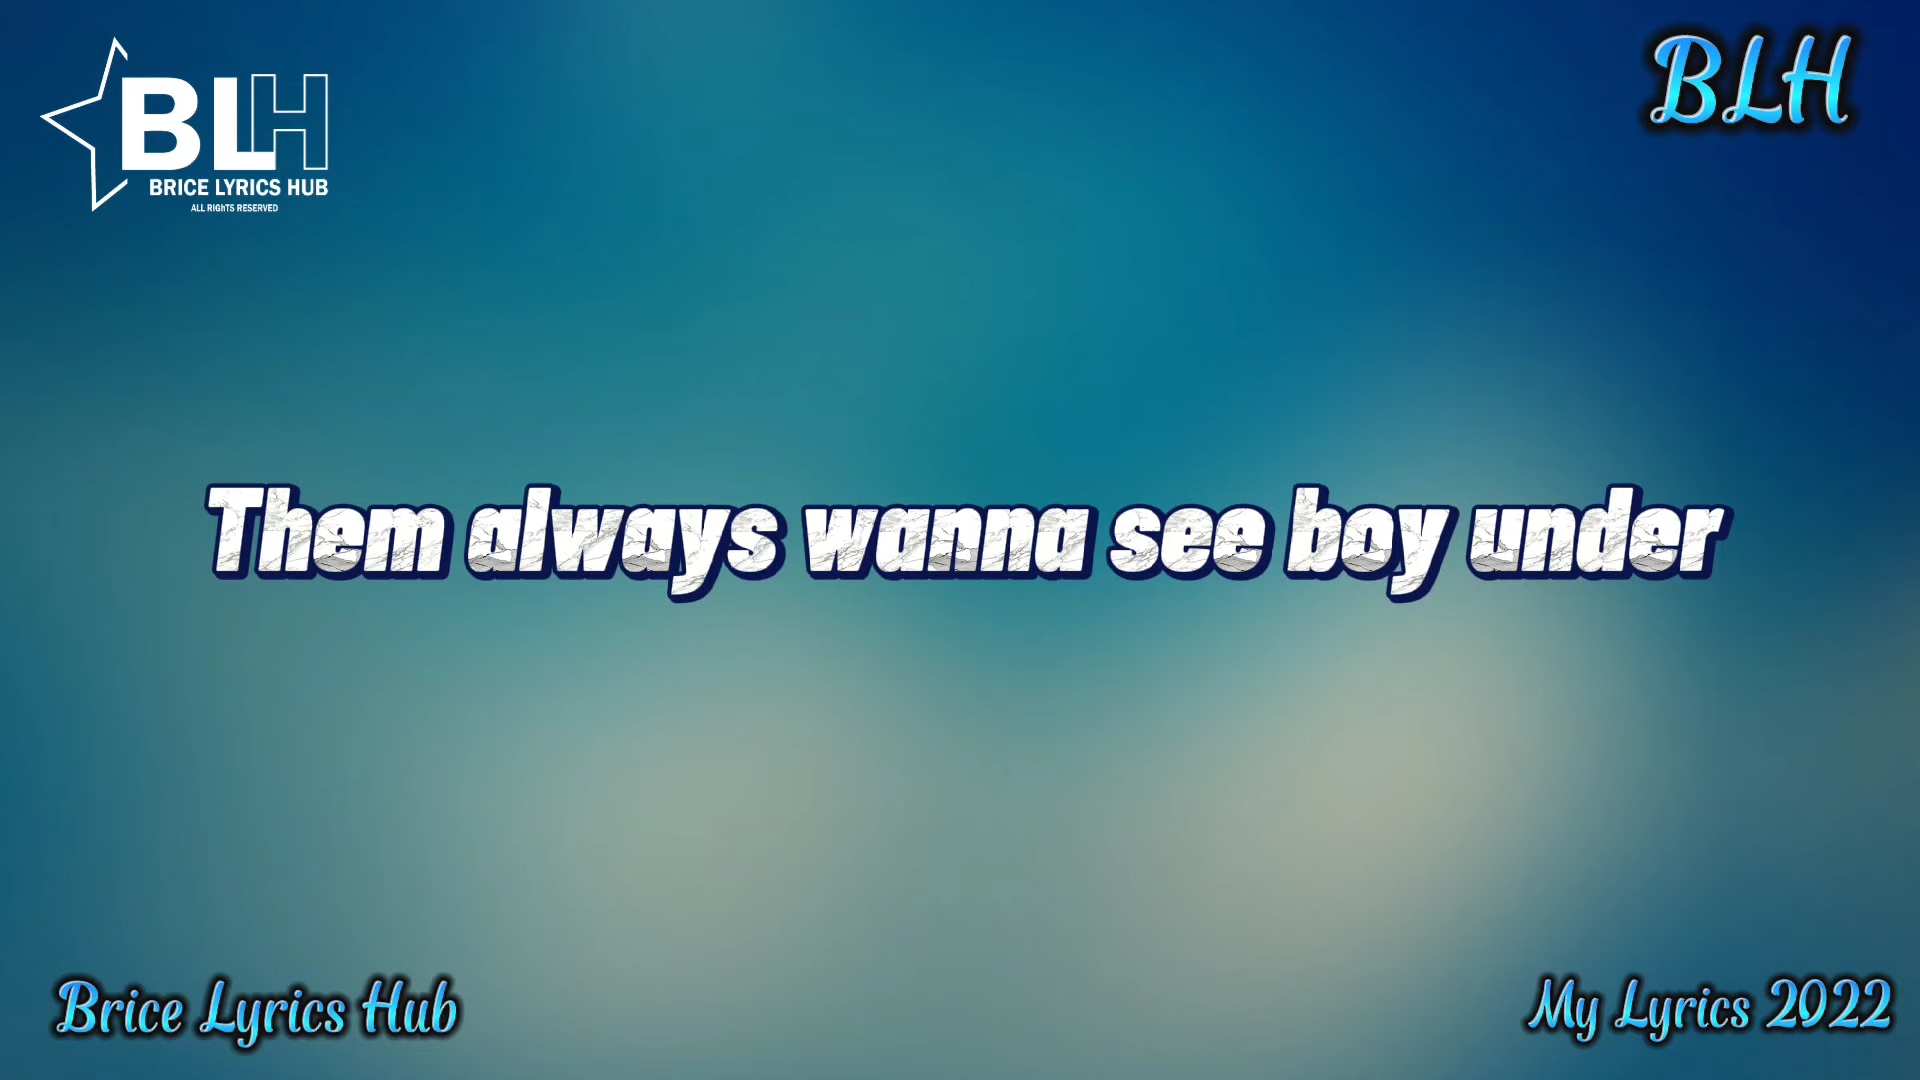 BLH
BRICE LYRICS HUB
ALL RIGHTS RESERVED
BLH
Them always wanna see boy under
Brice Lyrics Hub
My Lyrics 2022